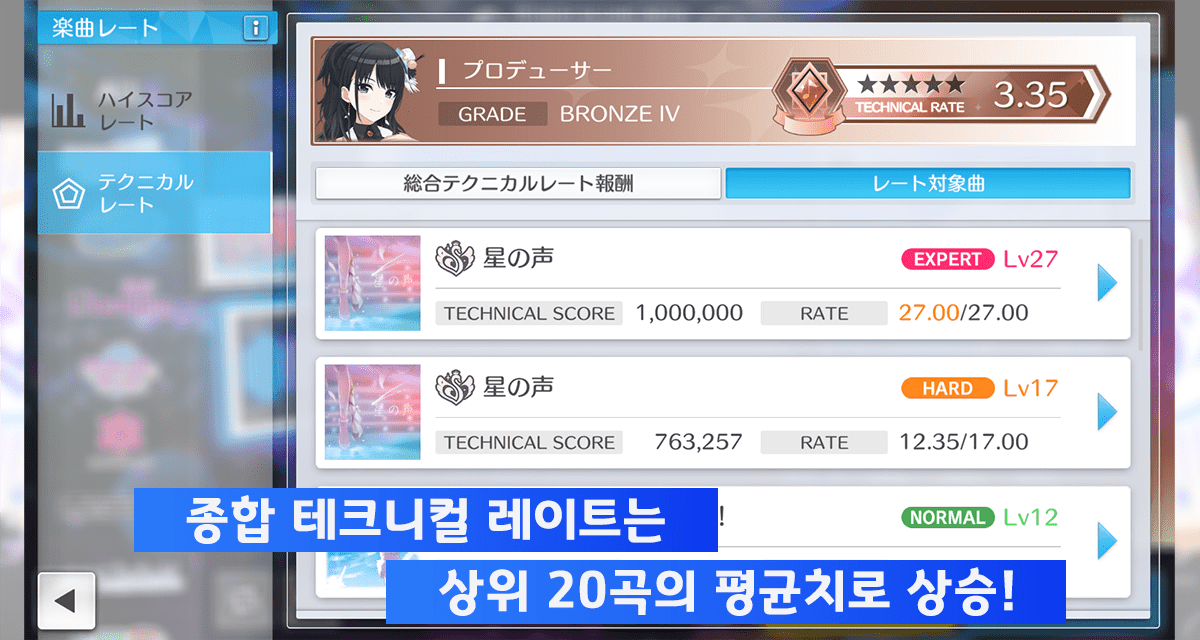 楽曲レート
ハイスコア
レート
テクニカル
レート
プロデューサー
GRADE BRONZE IV
★★★★★
TECHNICAL RATE 3.35
総合テクニカルレート報酬 レート対象曲
星の声 EXPERT Lv27
TECHNICAL SCORE 1,000,000 RATE 27.00/27.00
星の声 HARD Lv17
TECHNICAL SCORE 763,257 RATE 12.35/17.00
! NORMAL Lv12
종합 테크니컬 레이트는
상위 20곡의 평균치로 상승!